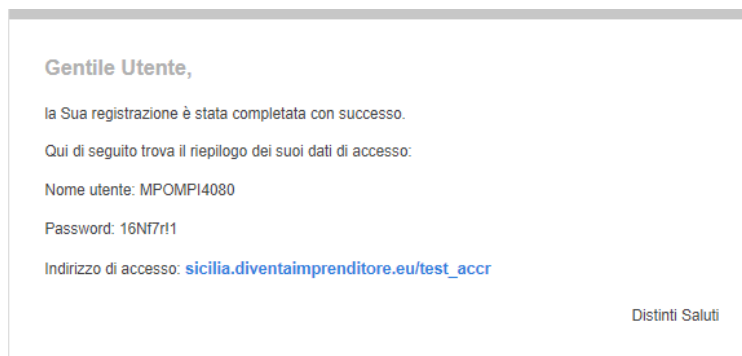 Gentile Utente,
la Sua registrazione è stata completata con successo.
Qui di seguito trova il riepilogo dei suoi dati di accesso:
Nome utente: MPOMPI4080
Password: 16Nf7r!1
Indirizzo di accesso: sicilia.diventaimprenditore.eu/test_accr
Distinti Saluti